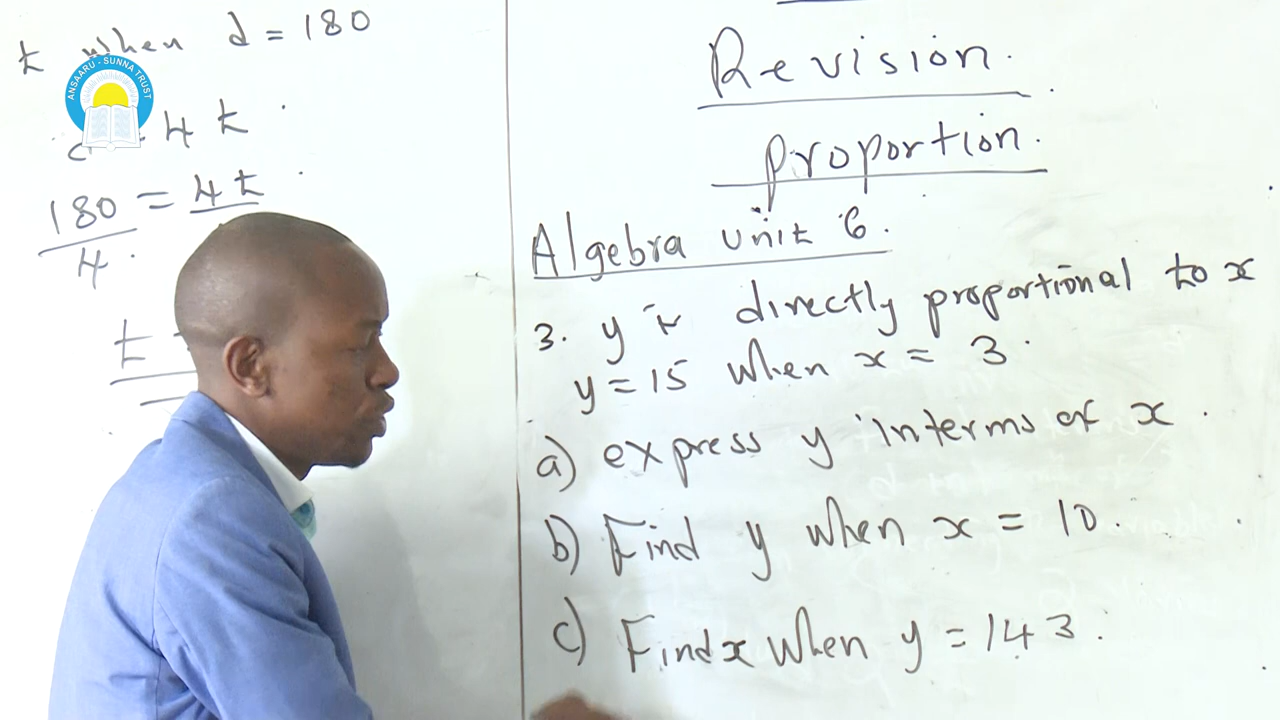 t when d = 180
4 t
180 = 4 t
4
t
ANSAARU - SUNNA TRUST
Revision.
proportion.
Algebra unit 6.
3. y is directly proportional to x
y = 15 when x = 3.
a) express y interms of x.
b) Find y when x = 10.
c) Find x when y = 143.